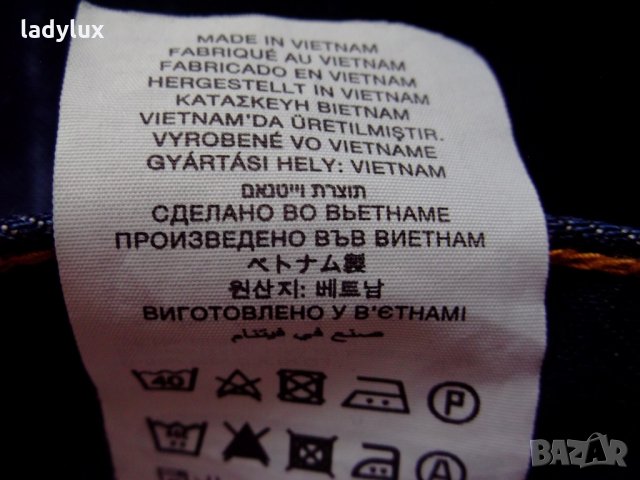 ladylux
MADE IN VIETNAM
FABRIQUÉ AU VIETNAM
FABRICADO EN VIETNAM
HERGESTELLT IN VIETNAM
ΚΑΤΑΣΚΕΥΗ ΒΙΕΤΝΑΜ
VIETNAM'DA ÜRETILMIŞTIR.
VYROBENÉ VO VIETNAME
GYÁRTÁSI HELY: VIETNAM
תוצרת וייטנאם
СДЕЛАНО ВО ВЬЕТНАМЕ
ПРОИЗВЕДЕНО ВЪВ ВИЕТНАМ
ベトナム製
원산지: 베트남
ВИГОТОВЛЕНО У В'ЄТНАМІ
صنع في فيتنام
40 P
40 A
BAZAR